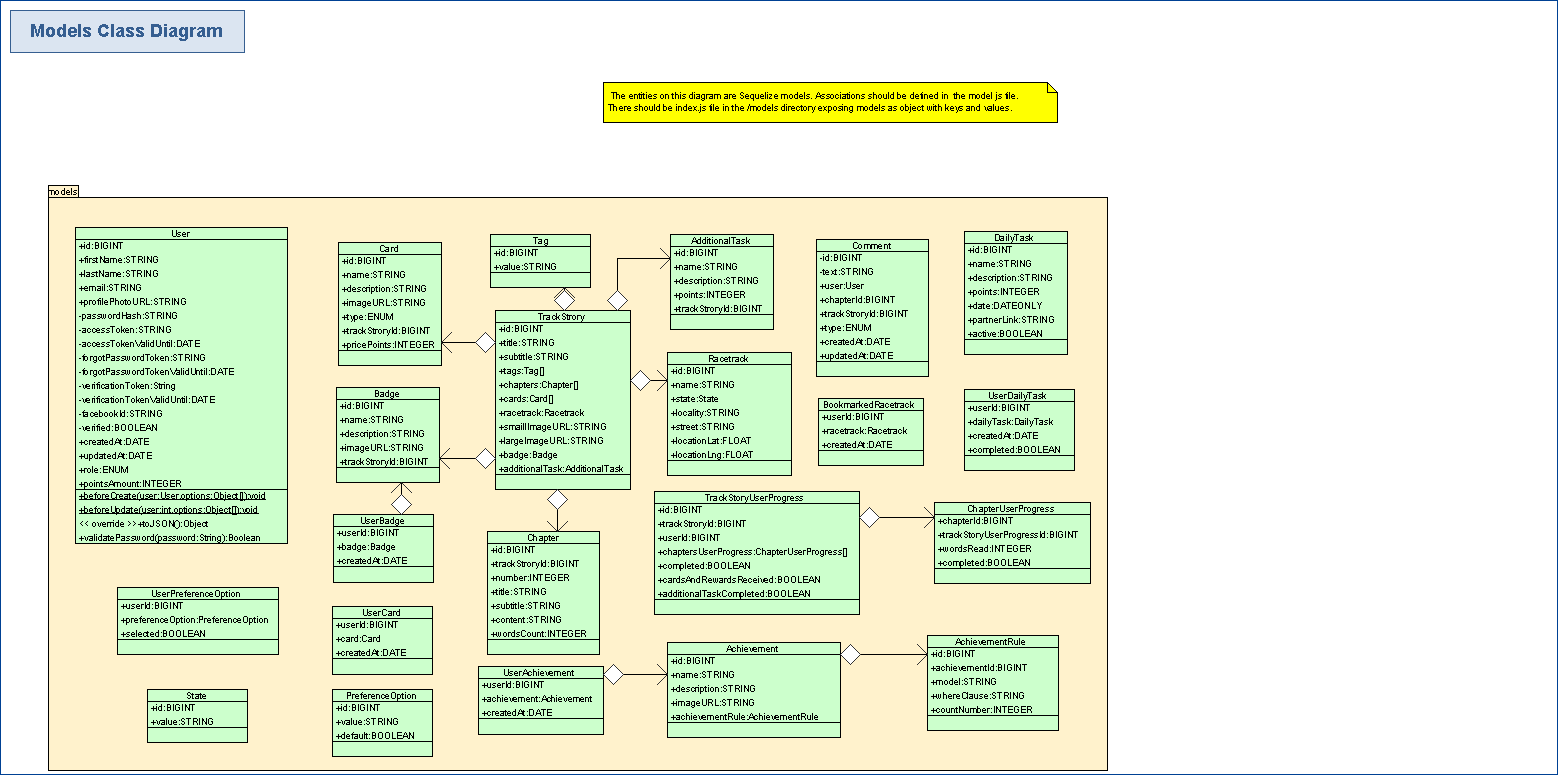 Models Class Diagram
The entities on this diagram are Sequelize models. Associations should be defined in the model js file.
There should be index.js file in the /models directory exposing models as object with keys and values.
models
User
+id:BIGINT
+firstName:STRING
+lastName:STRING
+email:STRING
+profilePhotoURL:STRING
-passwordHash:STRING
-accessToken:STRING
-accessTokenValidUntil:DATE
-forgotPasswordToken:STRING
-forgotPasswordTokenValidUntil:DATE
-verificationToken:String
-verificationTokenValidUntil:DATE
-facebookId:STRING
-verified:BOOLEAN
+createdAt:DATE
+updatedAt:DATE
+role:ENUM
+pointsAmount:INTEGER
+beforeCreate(user:User,options:Object[]):void
+beforeUpdate(user:int,options:Object[]):void
<< override >>+toJSON():Object
+validatePassword(password:String):Boolean
Card
+id:BIGINT
+name:STRING
+description:STRING
+imageURL:STRING
+type:ENUM
+trackStroryId:BIGINT
+pricePoints:INTEGER
Tag
+id:BIGINT
+value:STRING
AdditionalTask
+id:BIGINT
+name:STRING
+description:STRING
+points:INTEGER
+trackStroryId:BIGINT
Comment
-id:BIGINT
-text:STRING
+user:User
+chapterId:BIGINT
+trackStroryId:BIGINT
+type:ENUM
+createdAt:DATE
+updatedAt:DATE
DailyTask
+id:BIGINT
+name:STRING
+description:STRING
+points:INTEGER
+date:DATEONLY
+partnerLink:STRING
+active:BOOLEAN
TrackStrory
+id:BIGINT
+title:STRING
+subtitle:STRING
+tags:Tag[]
+chapters:Chapter[]
+cards:Card[]
+racetrack:Racetrack
+smallImageURL:STRING
+largeImageURL:STRING
+badge:Badge
+additionalTask:AdditionalTask
Racetrack
+id:BIGINT
+name:STRING
+state:State
+locality:STRING
+street:STRING
+locationLat:FLOAT
+locationLng:FLOAT
Badge
+id:BIGINT
+name:STRING
+description:STRING
+imageURL:STRING
+trackStroryId:BIGINT
BookmarkedRacetrack
+userId:BIGINT
+racetrack:Racetrack
+createdAt:DATE
UserDailyTask
+userId:BIGINT
+dailyTask:DailyTask
+createdAt:DATE
+completed:BOOLEAN
UserBadge
+userId:BIGINT
+badge:Badge
+createdAt:DATE
Chapter
+id:BIGINT
+trackStroryId:BIGINT
+number:INTEGER
+title:STRING
+subtitle:STRING
+content:STRING
+wordsCount:INTEGER
TrackStoryUserProgress
+id:BIGINT
+trackStroryId:BIGINT
+userId:BIGINT
+chaptersUserProgress:ChapterUserProgress[]
+completed:BOOLEAN
+cardsAndRewardsReceived:BOOLEAN
+additionalTaskCompleted:BOOLEAN
ChapterUserProgress
+chapterId:BIGINT
+trackStoryUserProgressId:BIGINT
+wordsRead:INTEGER
+completed:BOOLEAN
UserPreferenceOption
+userId:BIGINT
+preferenceOption:PreferenceOption
+selected:BOOLEAN
UserCard
+userId:BIGINT
+card:Card
+createdAt:DATE
UserAchievement
+userId:BIGINT
+achievement:Achievement
+createdAt:DATE
Achievement
+id:BIGINT
+name:STRING
+description:STRING
+imageURL:STRING
+achievementRule:AchievementRule
AchievementRule
+id:BIGINT
+achievementId:BIGINT
+model:STRING
+whereClause:STRING
+countNumber:INTEGER
State
+id:BIGINT
+value:STRING
PreferenceOption
+id:BIGINT
+value:STRING
+default:BOOLEAN